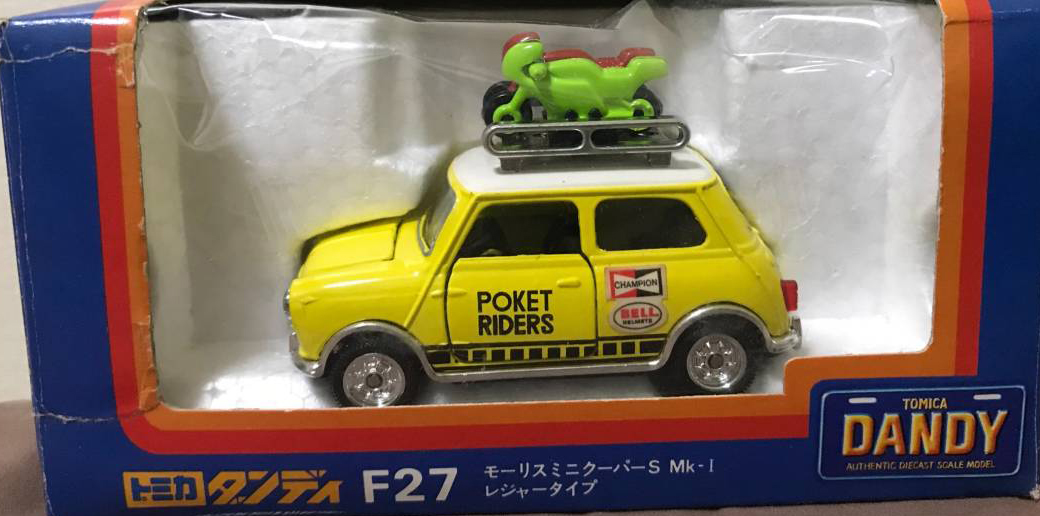 POKET
RIDERS
CHAMPION
BELL
HELMETS
TOMICA
DANDY
AUTHENTIC DIECAST SCALE MODEL
トミカダンディ F27
モーリスミニクーパーS Mk-I
レジャータイプ